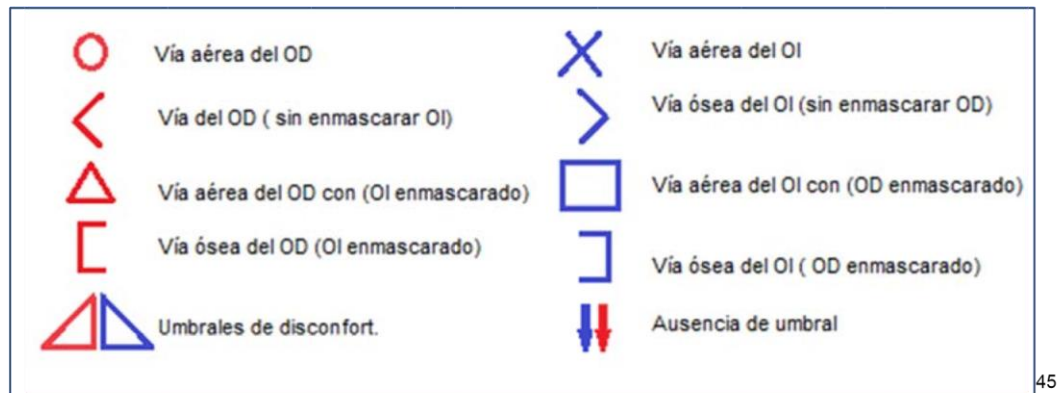 Vía aérea del OD
Vía aérea del OI
Vía del OD ( sin enmascarar OI)
Vía ósea del OI (sin enmascarar OD)
Vía aérea del OD con (OI enmascarado)
Vía aérea del OI con (OD enmascarado)
Vía ósea del OD (OI enmascarado)
Vía ósea del OI ( OD enmascarado)
Umbrales de disconfort.
Ausencia de umbral
45